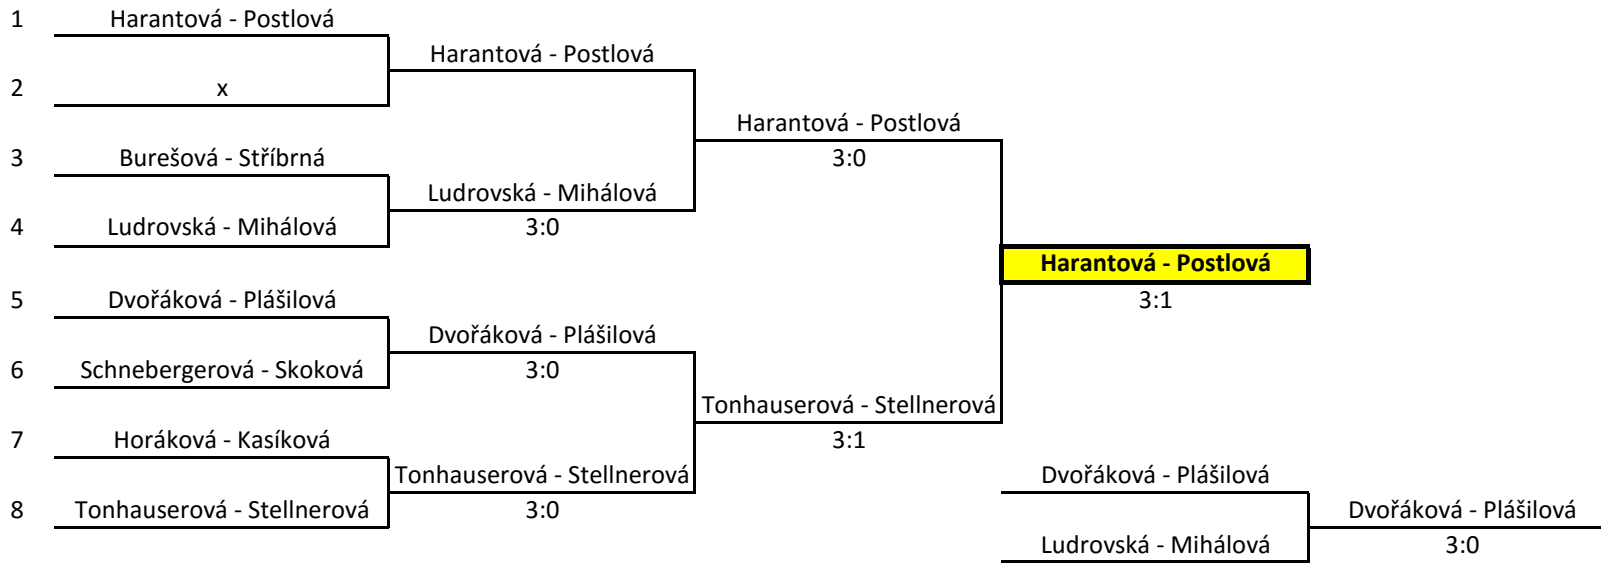 1 Harantová - Postlová
Harantová - Postlová
2 x
Harantová - Postlová
3 Burešová - Stříbrná 3:0
Ludrovská - Mihálová
4 Ludrovská - Mihálová 3:0
Harantová - Postlová
5 Dvořáková - Plášilová 3:1
Dvořáková - Plášilová
6 Schnebergerová - Skoková 3:0
Tonhauserová - Stellnerová
7 Horáková - Kasíková 3:1
Tonhauserová - Stellnerová Dvořáková - Plášilová
8 Tonhauserová - Stellnerová 3:0 Dvořáková - Plášilová
Ludrovská - Mihálová 3:0